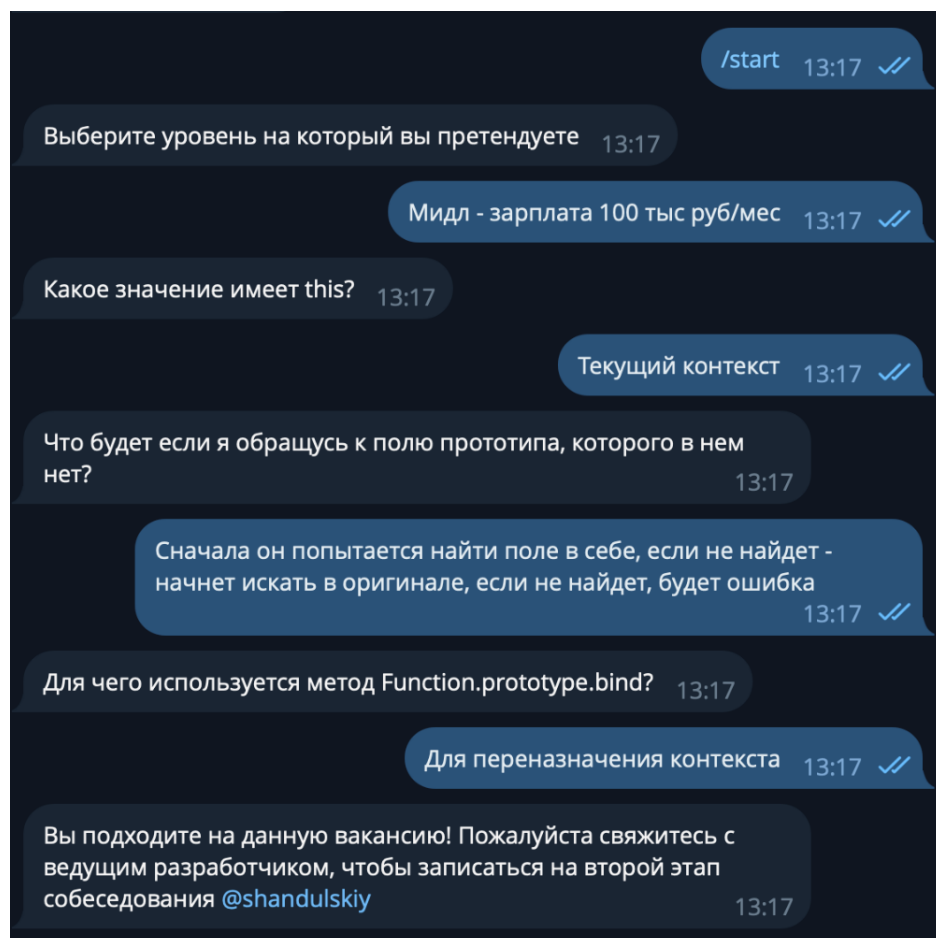 /start 13:17
Выберите уровень на который вы претендуете 13:17
Мидл - зарплата 100 тыс руб/мес 13:17
Какое значение имеет this? 13:17
Текущий контекст 13:17
Что будет если я обращусь к полю прототипа, которого в нем
нет? 13:17
Сначала он попытается найти поле в себе, если не найдет -
начнет искать в оригинале, если не найдет, будет ошибка
13:17
Для чего используется метод Function.prototype.bind? 13:17
Для переназначения контекста 13:17
Вы подходите на данную вакансию! Пожалуйста свяжитесь с
ведущим разработчиком, чтобы записаться на второй этап
собеседования @shandulskiy 13:17